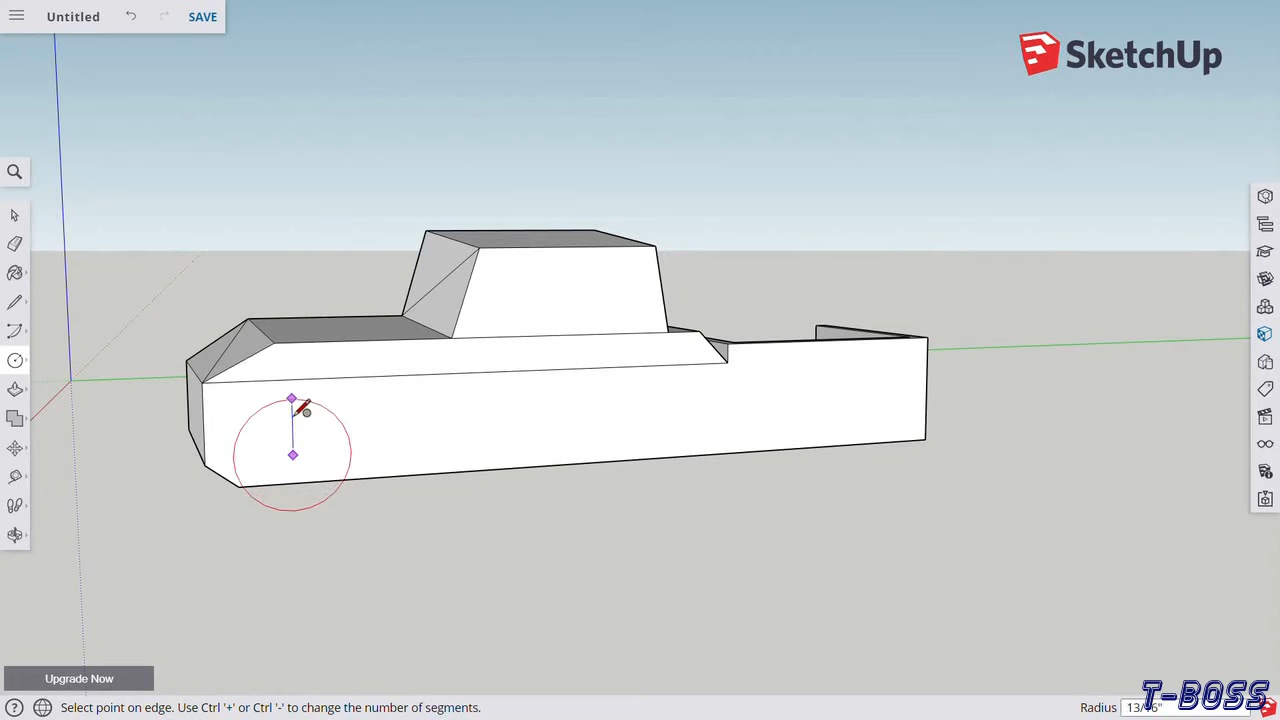 Untitled
SAVE
SketchUp
Upgrade Now
Select point on edge. Use Ctrl '+' or Ctrl '-' to change the number of segments.
Radius
T-BOSS